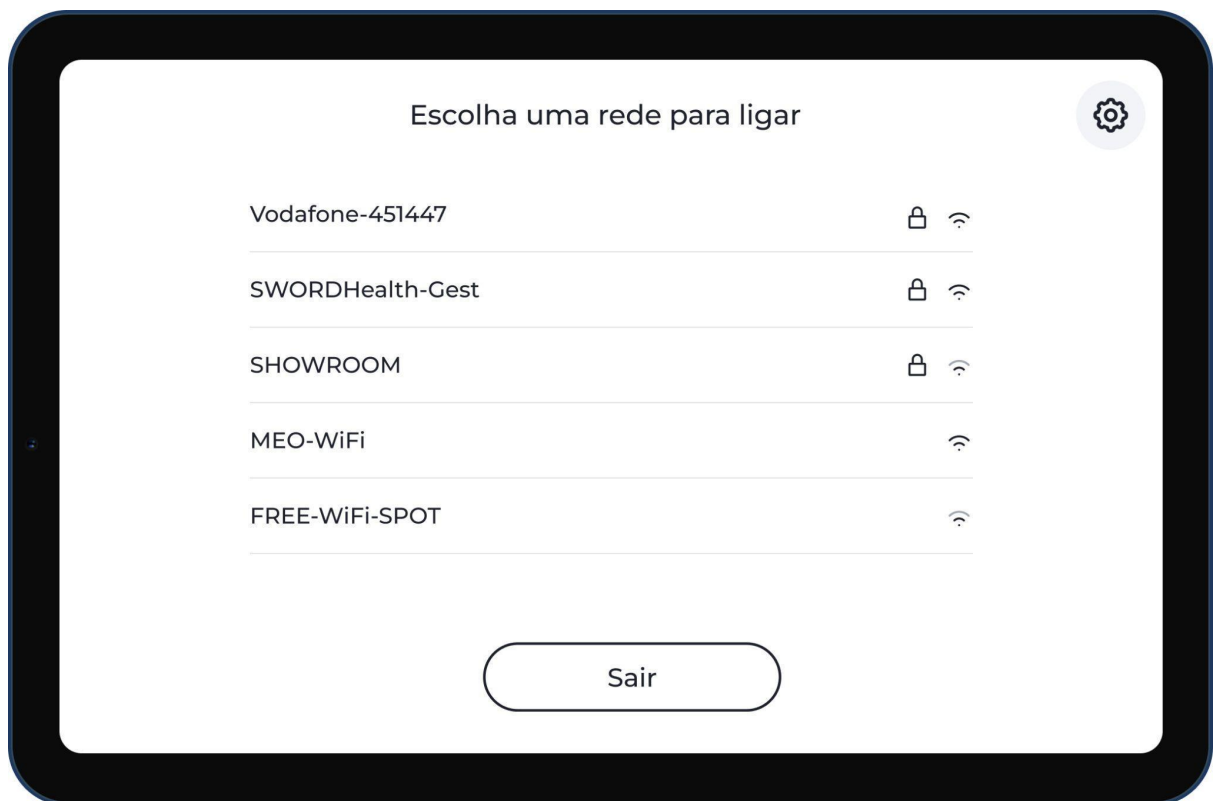 Escolha uma rede para ligar
Vodafone-451447
SWORDHealth-Gest
SHOWROOM
MEO-WiFi
FREE-WiFi-SPOT
Sair